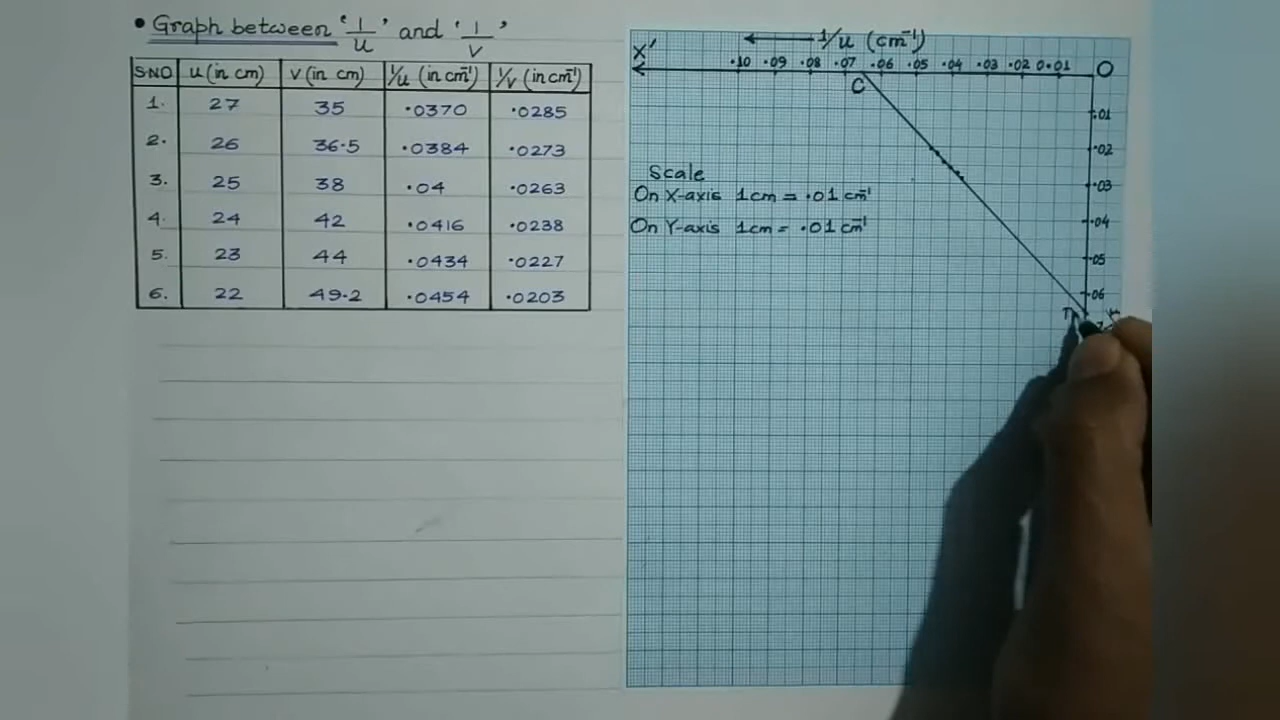 • Graph between ‘1/u’ and ‘1/v’
S.NO u (in cm) v (in cm) 1/u (in cm⁻¹) 1/v (in cm⁻¹)
1. 27 35 ·0370 ·0285
2. 26 36·5 ·0384 ·0273
3. 25 38 ·04 ·0263
4. 24 42 ·0416 ·0238
5. 23 44 ·0434 ·0227
6. 22 49·2 ·0454 ·0203
1/u (cm⁻¹)
X'
·10 ·09 ·08 ·07 ·06 ·05 ·04 ·03 ·02 0·01 O
C
·01
·02
·03
·04
·05
·06
Scale
On X-axis 1cm = ·01 cm⁻¹
On Y-axis 1cm = ·01 cm⁻¹